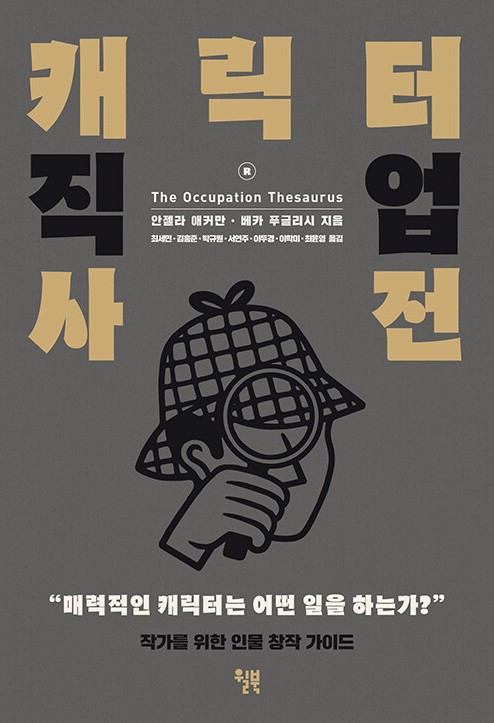 캐릭터
직업
사전
R
The Occupation Thesaurus
안젤라 애커만 · 베카 푸글리시 지음
최세민 · 김흥준 · 박규원 · 서연주 · 이두경 · 이학미 · 최윤영 옮김
“매력적인 캐릭터는 어떤 일을 하는가?”
작가를 위한 인물 창작 가이드
윌북